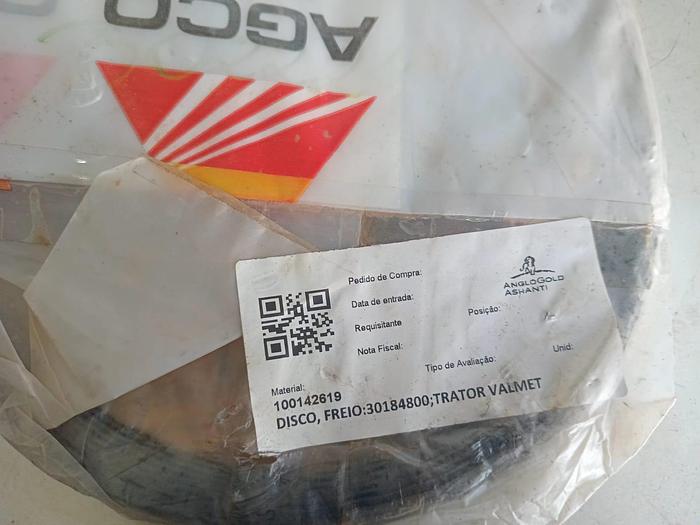 AGCO
Pedido de Compra:
Data de entrada:
Requisitante
Posição:
Nota Fiscal:
Tipo de Avaliação:
Unid:
ANGLOGOLD
ASHANTI
Material:
100142619
DISCO, FREIO:30184800;TRATOR VALMET